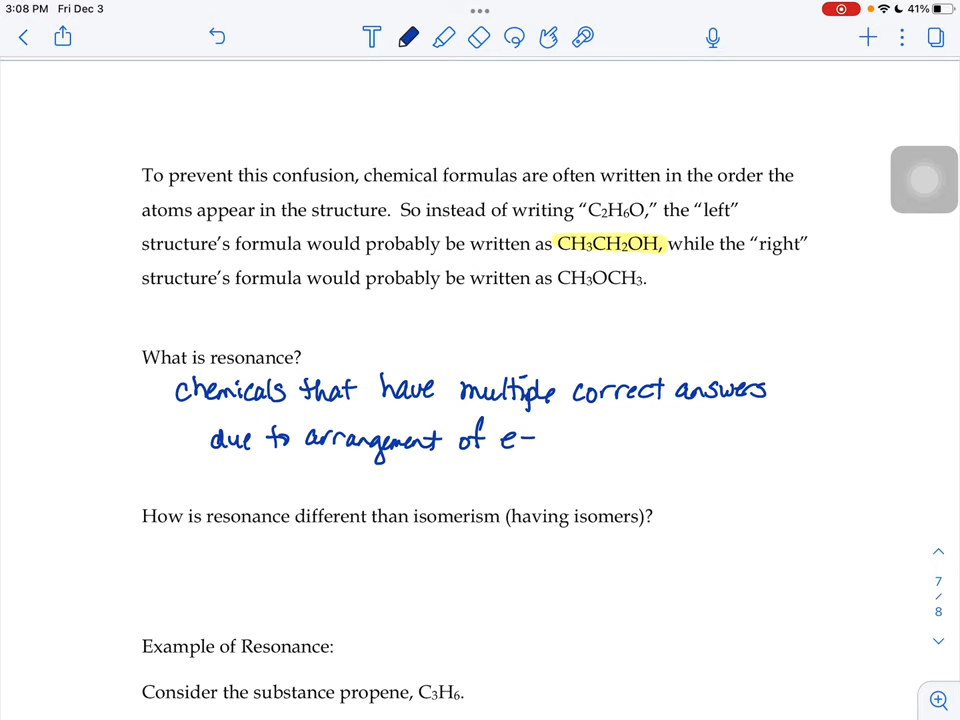 3:08 PM Fri Dec 3
41%
T
To prevent this confusion, chemical formulas are often written in the order the
atoms appear in the structure. So instead of writing “C₂H₆O,” the “left”
structure’s formula would probably be written as CH₃CH₂OH, while the “right”
structure’s formula would probably be written as CH₃OCH₃.
What is resonance?
chemicals that have multiple correct answers
due to arrangement of e-
How is resonance different than isomerism (having isomers)?
7
/
8
Example of Resonance:
Consider the substance propene, C₃H₆.